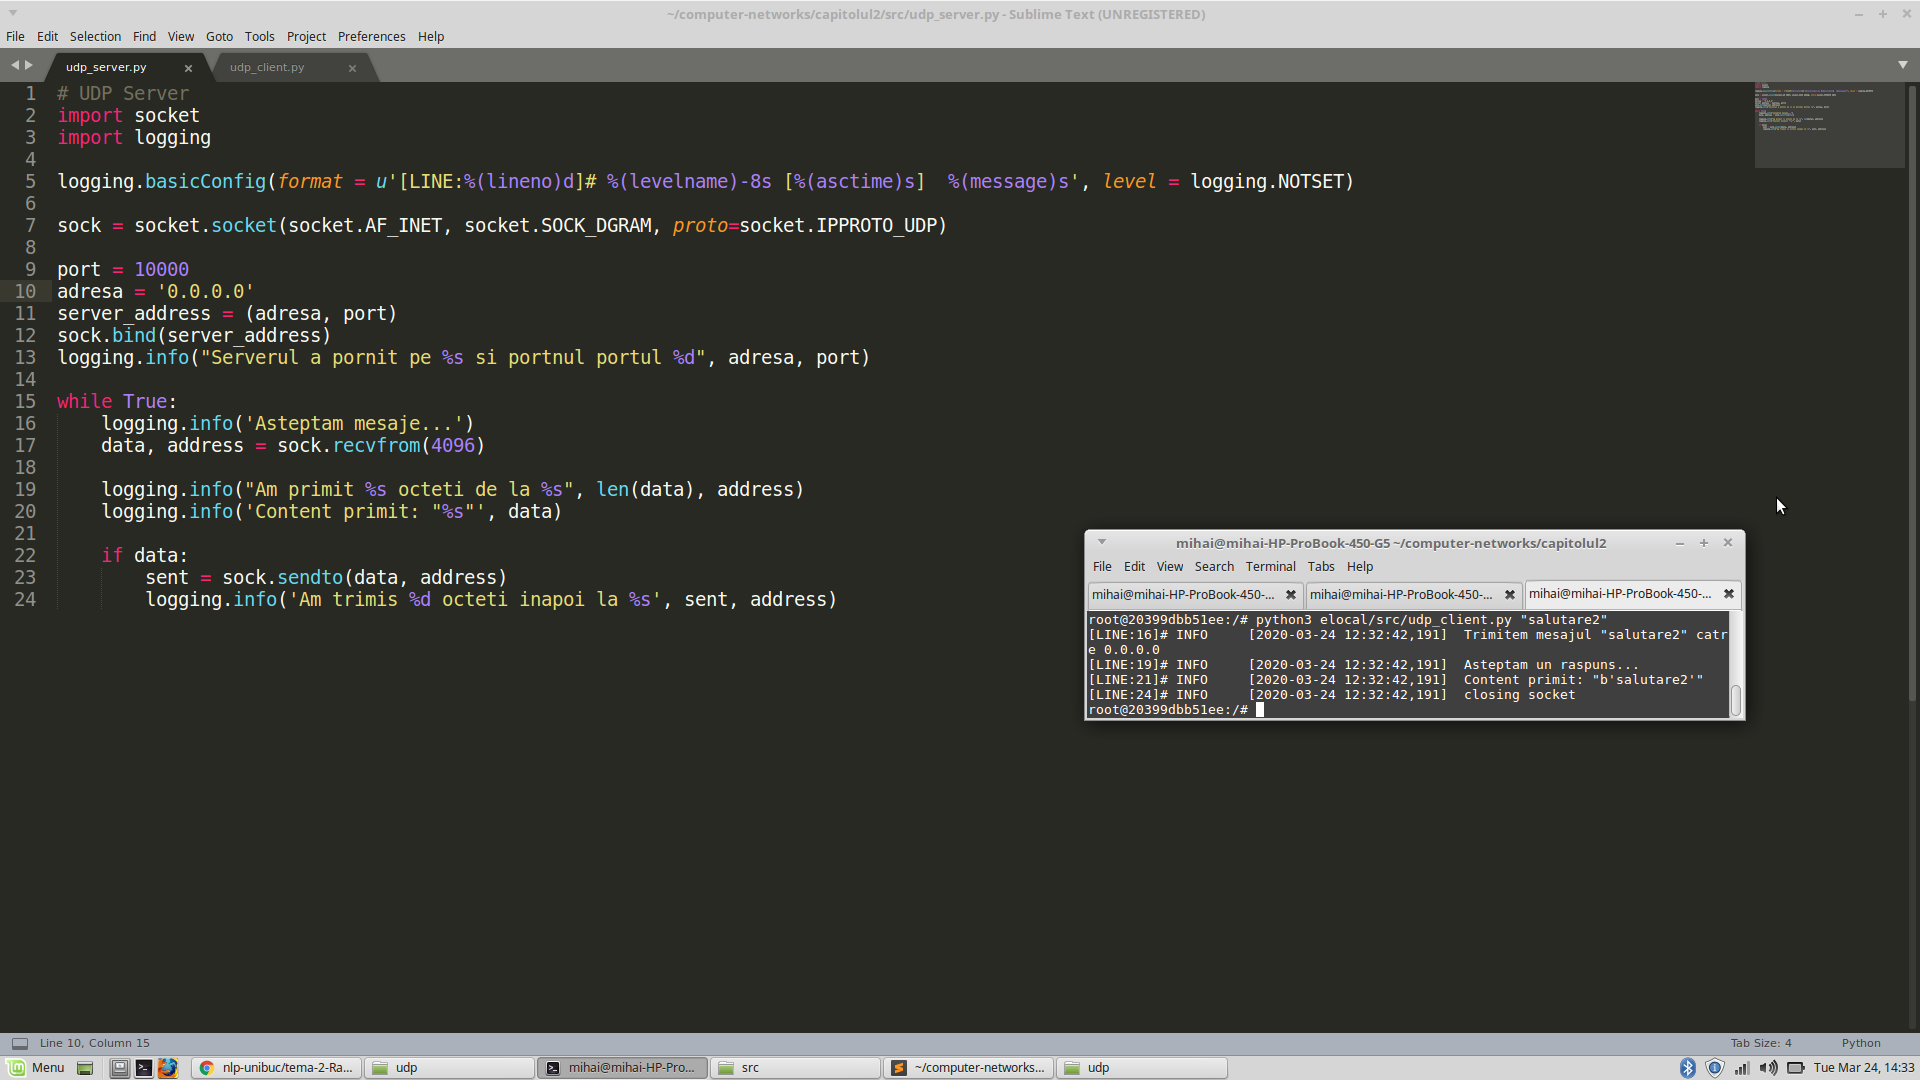 ~/computer-networks/capitolul2/src/udp_server.py - Sublime Text (UNREGISTERED)
File Edit Selection Find View Goto Tools Project Preferences Help
udp_server.py udp_client.py
1 # UDP Server
2 import socket
3 import logging
4
5 logging.basicConfig(format = u'[LINE:%(lineno)d]# %(levelname)-8s [%(asctime)s]  %(message)s', level = logging.NOTSET)
6
7 sock = socket.socket(socket.AF_INET, socket.SOCK_DGRAM, proto=socket.IPPROTO_UDP)
8
9 port = 10000
10 adresa = '0.0.0.0'
11 server_address = (adresa, port)
12 sock.bind(server_address)
13 logging.info("Serverul a pornit pe %s si portnul portul %d", adresa, port)
14
15 while True:
16     logging.info('Asteptam mesaje...')
17     data, address = sock.recvfrom(4096)
18
19     logging.info("Am primit %s octeti de la %s", len(data), address)
20     logging.info('Content primit: "%s"', data)
21
22     if data:
23         sent = sock.sendto(data, address)
24         logging.info('Am trimis %d octeti inapoi la %s', sent, address)
mihai@mihai-HP-ProBook-450-G5 ~/computer-networks/capitolul2
File Edit View Search Terminal Tabs Help
mihai@mihai-HP-ProBook-450-... mihai@mihai-HP-ProBook-450-... mihai@mihai-HP-ProBook-450-...
root@20399dbb51ee:/# python3 elocal/src/udp_client.py "salutare2"
[LINE:16]# INFO     [2020-03-24 12:32:42,191]  Trimitem mesajul "salutare2" catr
e 0.0.0.0
[LINE:19]# INFO     [2020-03-24 12:32:42,191]  Asteptam un raspuns...
[LINE:21]# INFO     [2020-03-24 12:32:42,191]  Content primit: "b'salutare2'"
[LINE:24]# INFO     [2020-03-24 12:32:42,191]  closing socket
root@20399dbb51ee:/#
Line 10, Column 15 Tab Size: 4 Python
Menu nlp-unibuc/tema-2-Ra... udp mihai@mihai-HP-Pro... src ~/computer-networks... udp Tue Mar 24, 14:33